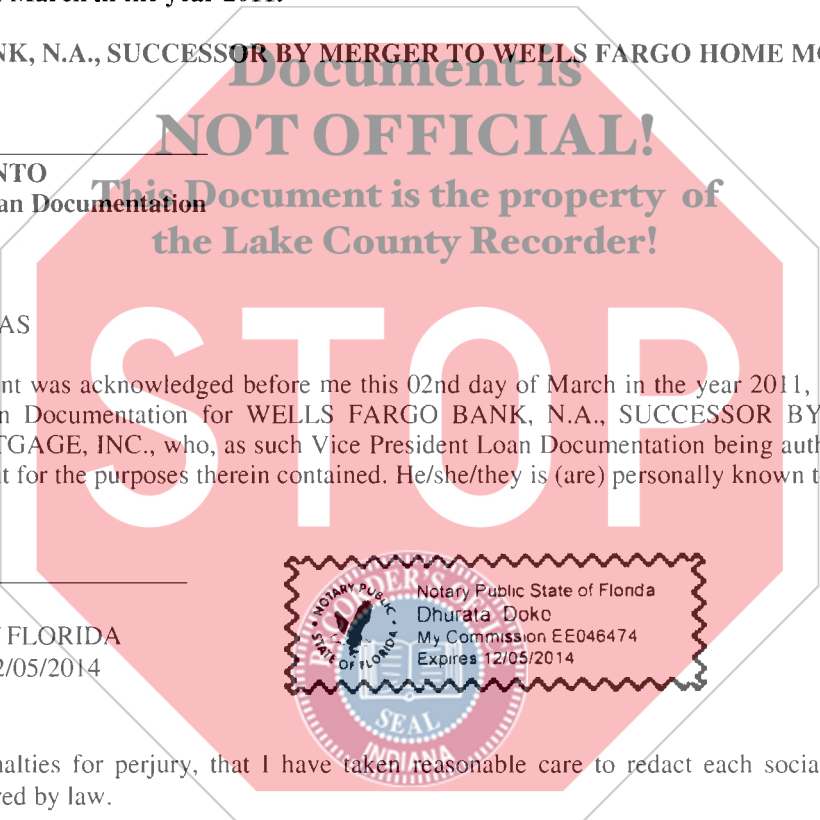 March in the year 2011.
NK, N.A., SUCCESSOR BY MERGER TO WELLS FARGO HOME MO
Document is
NOT OFFICIAL!
NTO
This Document is the property of
an Documentation
the Lake County Recorder!
AS
STOP
nt was acknowledged before me this 02nd day of March in the year 2011,
n Documentation for WELLS FARGO BANK, N.A., SUCCESSOR BY
TGAGE, INC., who, as such Vice President Loan Documentation being auth
t for the purposes therein contained. He/she/they is (are) personally known t
NOTARY PUBLIC
STATE OF FLORIDA
Notary Public State of Florida
Dhurata Doko
My Commission EE046474
Expires 12/05/2014
FLORIDA
2/05/2014
SEAL
INDIANA
nalties for perjury, that I have taken reasonable care to redact each socia
ed by law.